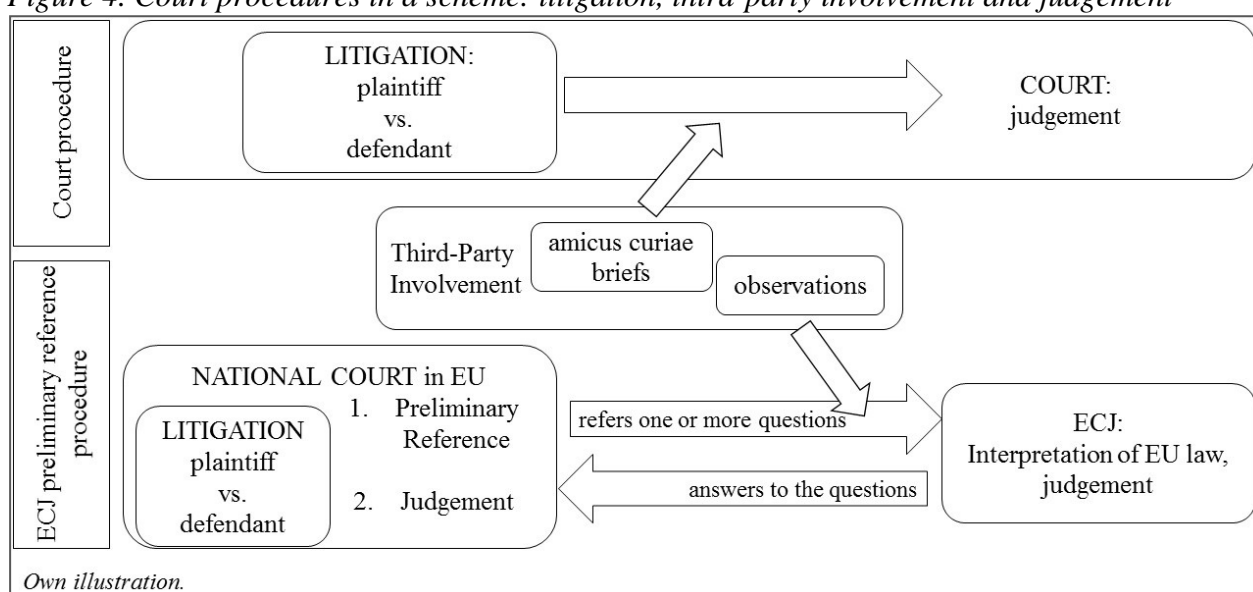 Figure 4: Court procedures in a scheme: litigation, third-party involvement and judgement
Court procedure
LITIGATION:
plaintiff
vs.
defendant
COURT:
judgement
Third-Party
Involvement
amicus curiae
briefs
observations
ECJ preliminary reference
procedure
NATIONAL COURT in EU
LITIGATION
plaintiff
vs.
defendant
1. Preliminary
Reference
2. Judgement
refers one or more questions
answers to the questions
ECJ:
Interpretation of EU law,
judgement
Own illustration.